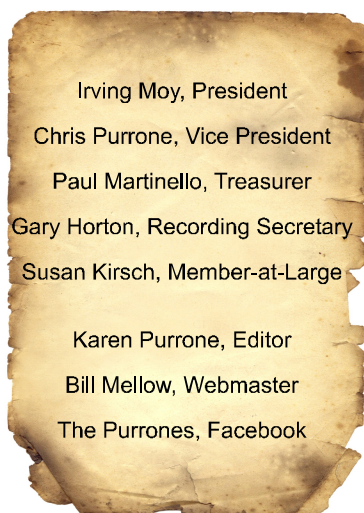 Irving Moy, President
Chris Purrone, Vice President
Paul Martinello, Treasurer
Gary Horton, Recording Secretary
Susan Kirsch, Member-at-Large
Karen Purrone, Editor
Bill Mellow, Webmaster
The Purrones, Facebook